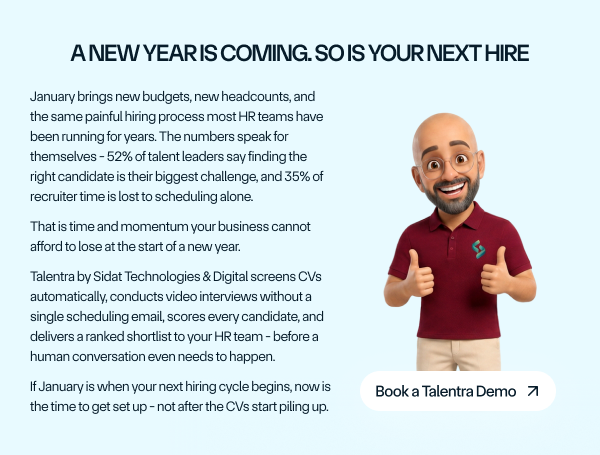 A NEW YEAR IS COMING. SO IS YOUR NEXT HIRE
January brings new budgets, new headcounts, and
the same painful hiring process most HR teams have
been running for years. The numbers speak for
themselves - 52% of talent leaders say finding the
right candidate is their biggest challenge, and 35% of
recruiter time is lost to scheduling alone.
That is time and momentum your business cannot
afford to lose at the start of a new year.
Talentra by Sidat Technologies & Digital screens CVs
automatically, conducts video interviews without a
single scheduling email, scores every candidate, and
delivers a ranked shortlist to your HR team - before a
human conversation even needs to happen.
If January is when your next hiring cycle begins, now is
the time to get set up - not after the CVs start piling up.
Book a Talentra Demo